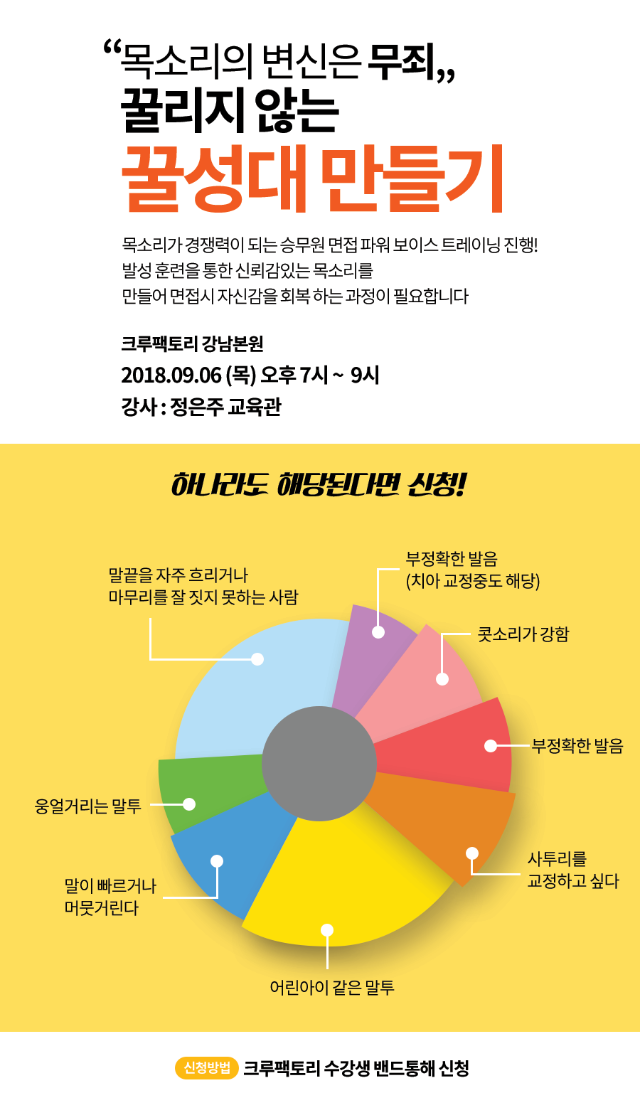 “목소리의 변신은 무죄„
꿀리지 않는
꿀성대 만들기
목소리가 경쟁력이 되는 승무원 면접 파워 보이스 트레이닝 진행!
발성 훈련을 통한 신뢰감있는 목소리를
만들어 면접시 자신감을 회복 하는 과정이 필요합니다
크루팩토리 강남본원
2018.09.06 (목) 오후 7시 ~ 9시
강사 : 정은주 교육관
하나라도 해당된다면 신청!
말끝을 자주 흐리거나
마무리를 잘 짓지 못하는 사람
부정확한 발음
(치아 교정중도 해당)
콧소리가 강함
부정확한 발음
사투리를
교정하고 싶다
어린아이 같은 말투
말이 빠르거나
머뭇거린다
웅얼거리는 말투
신청방법 크루팩토리 수강생 밴드통해 신청